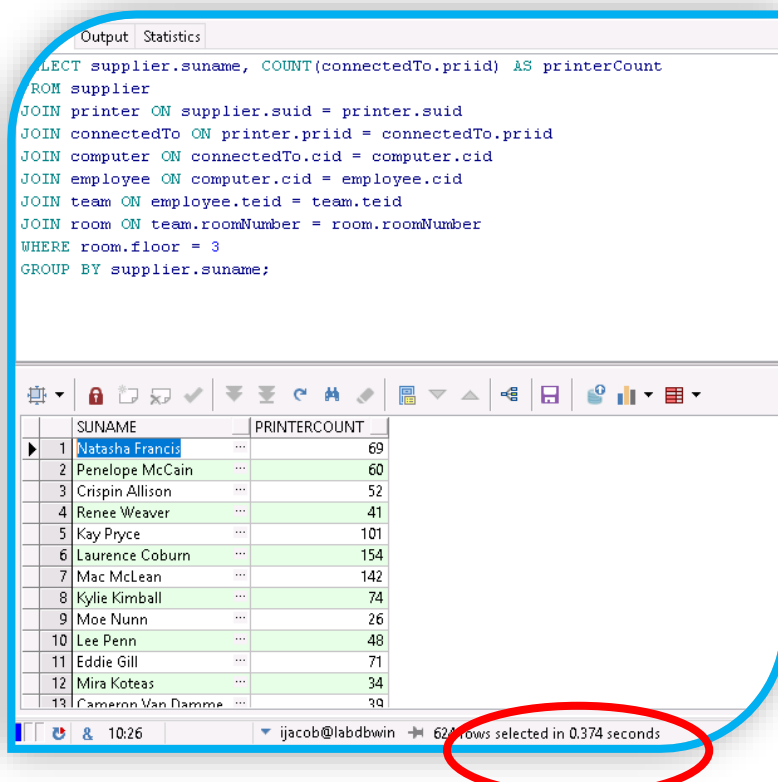 Output Statistics
LECT supplier.suname, COUNT(connectedTo.priid) AS printerCount
ROM supplier
JOIN printer ON supplier.suid = printer.suid
JOIN connectedTo ON printer.priid = connectedTo.priid
JOIN computer ON connectedTo.cid = computer.cid
JOIN employee ON computer.cid = employee.cid
JOIN team ON employee.teid = team.teid
JOIN room ON team.roomNumber = room.roomNumber
WHERE room.floor = 3
GROUP BY supplier.suname;
SUNAME PRINTERCOUNT
1 Natasha Francis ... 69
2 Penelope McCain ... 60
3 Crispin Allison ... 52
4 Renee Weaver ... 41
5 Kay Pryce ... 101
6 Laurence Coburn ... 154
7 Mac McLean ... 142
8 Kylie Kimball ... 74
9 Moe Nunn ... 26
10 Lee Penn ... 48
11 Eddie Gill ... 71
12 Mira Koteas ... 34
13 Cameron Van Damme ... 39
& 10:26 ijacob@labdbwin 624 rows selected in 0.374 seconds